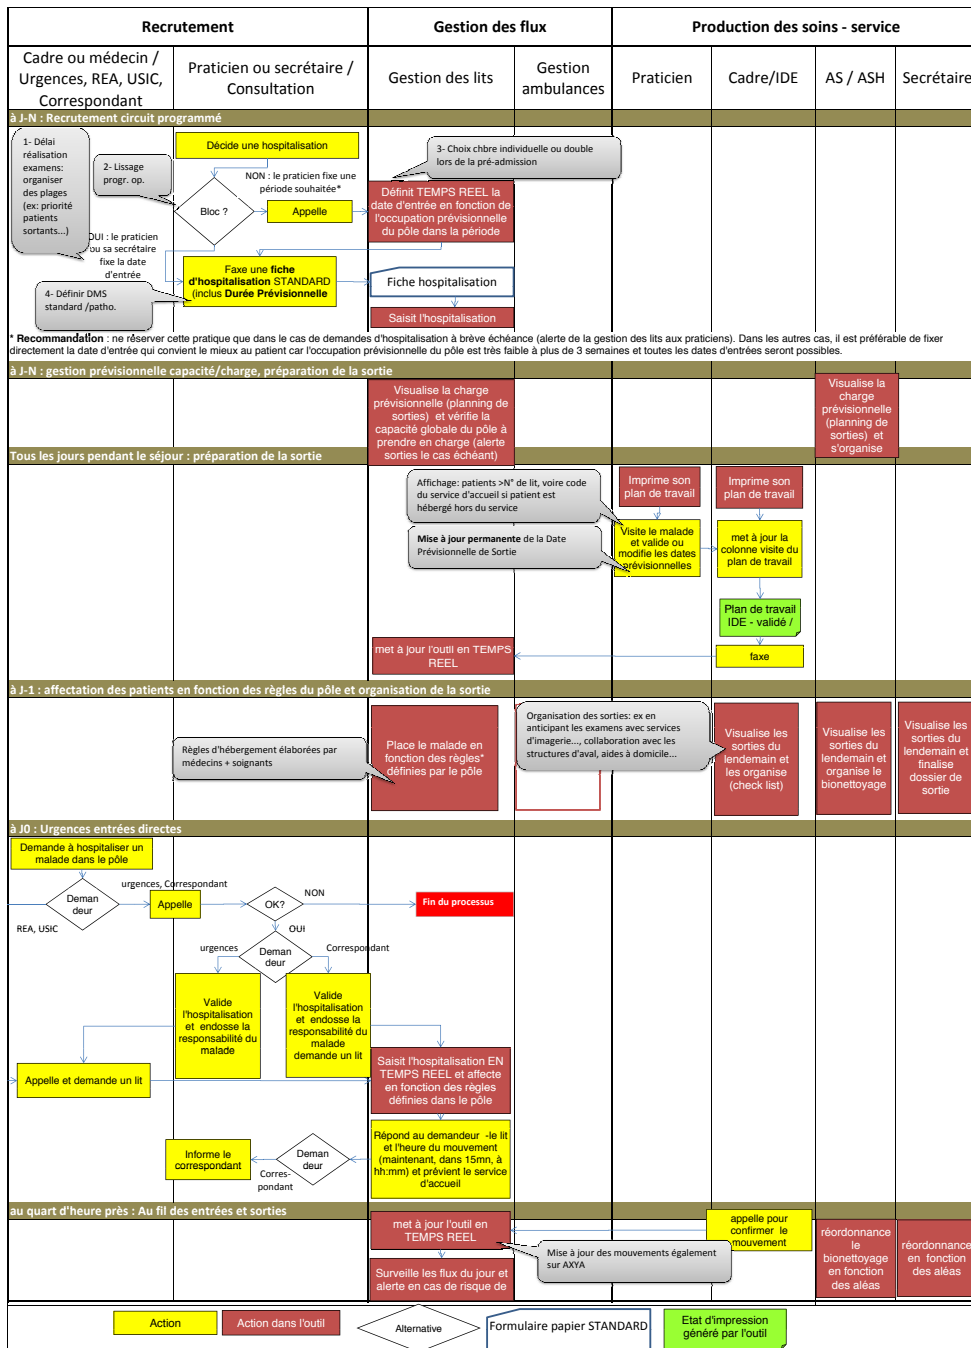 Recrutement
Gestion des flux
Production des soins - service
Cadre ou médecin /
Urgences, REA, USIC,
Correspondant
Praticien ou secrétaire /
Consultation
Gestion des lits
Gestion
ambulances
Praticien
Cadre/IDE
AS / ASH
Secrétaire
à J-N : Recrutement circuit programmé
1- Délai
réalisation
examens:
organiser
des plages
(ex: priorité
patients
sortants...)
2- Lissage
progr. op.
Décide une hospitalisation
NON : le praticien fixe une
période souhaitée*
3- Choix chbre individuelle ou double
lors de la pré-admission
Bloc ?
Appelle
Définit TEMPS REEL la
date d'entrée en fonction de
l'occupation prévisionnelle
du pôle dans la période
OUI : le praticien
ou sa secrétaire
fixe la date
d'entrée
4- Définir DMS
standard /patho.
Faxe une fiche
d'hospitalisation STANDARD
(inclus Durée Prévisionnelle
Fiche hospitalisation
Saisit l'hospitalisation
* Recommandation : ne réserver cette pratique que dans le cas de demandes d'hospitalisation à brève échéance (alerte de la gestion des lits aux praticiens). Dans les autres cas, il est préférable de fixer
directement la date d'entrée qui convient le mieux au patient car l'occupation prévisionnelle du pôle est très faible à plus de 3 semaines et toutes les dates d'entrées seront possibles.
à J-N : gestion prévisionnelle capacité/charge, préparation de la sortie
Visualise la charge
prévisionnelle (planning de
sorties) et vérifie la
capacité globale du pôle à
prendre en charge (alerte
sorties le cas échéant)
Visualise la
charge
prévisionnelle
(planning de
sorties) et
s'organise
Tous les jours pendant le séjour : préparation de la sortie
Affichage: patients >N° de lit, voire code
du service d'accueil si patient est
hébergé hors du service
Imprime son
plan de travail
Imprime son
plan de travail
Mise à jour permanente de la Date
Prévisionnelle de Sortie
Visite le malade
et valide ou
modifie les dates
prévisionnelles
met à jour la
colonne visite du
plan de travail
Plan de travail
IDE - validé /
met à jour l'outil en TEMPS
REEL
faxe
à J-1 : affectation des patients en fonction des règles du pôle et organisation de la sortie
Règles d'hébergement élaborées par
médecins + soignants
Place le malade en
fonction des règles*
définies par le pôle
Organisation des sorties: ex en
anticipant les examens avec services
d'imagerie..., collaboration avec les
structures d'aval, aides à domicile...
Visualise les
sorties du
lendemain et
les organise
(check list)
Visualise les
sorties du
lendemain et
organise le
bionettoyage
Visualise les
sorties du
lendemain et
finalise
dossier de
sortie
à J0 : Urgences entrées directes
Demande à hospitaliser un
malade dans le pôle
Deman
deur
urgences, Correspondant
REA, USIC
Appelle
OK?
NON
Fin du processus
OUI
urgences
Deman
deur
Correspondant
Valide
l'hospitalisation
et endosse la
responsabilité du
malade
Valide
l'hospitalisation
et endosse la
responsabilité du
malade
demande un lit
Appelle et demande un lit
Saisit l'hospitalisation EN
TEMPS REEL et affecte
en fonction des règles
définies dans le pôle
Informe le
correspondant
Corres-
pondant
Deman
deur
Répond au demandeur -le lit
et l'heure du mouvement
(maintenant, dans 15mn, à
hh:mm) et prévient le service
d'accueil
au quart d'heure près : Au fil des entrées et sorties
met à jour l'outil en
TEMPS REEL
appelle pour
confirmer le
mouvement
Mise à jour des mouvements également
sur AXYA
Surveille les flux du jour et
alerte en cas de risque de
réordonnance
le
bionettoyage
en fonction
des aléas
réordonnance
en fonction
des aléas
Action
Action dans l'outil
Alternative
Formulaire papier STANDARD
Etat d'impression
généré par l'outil